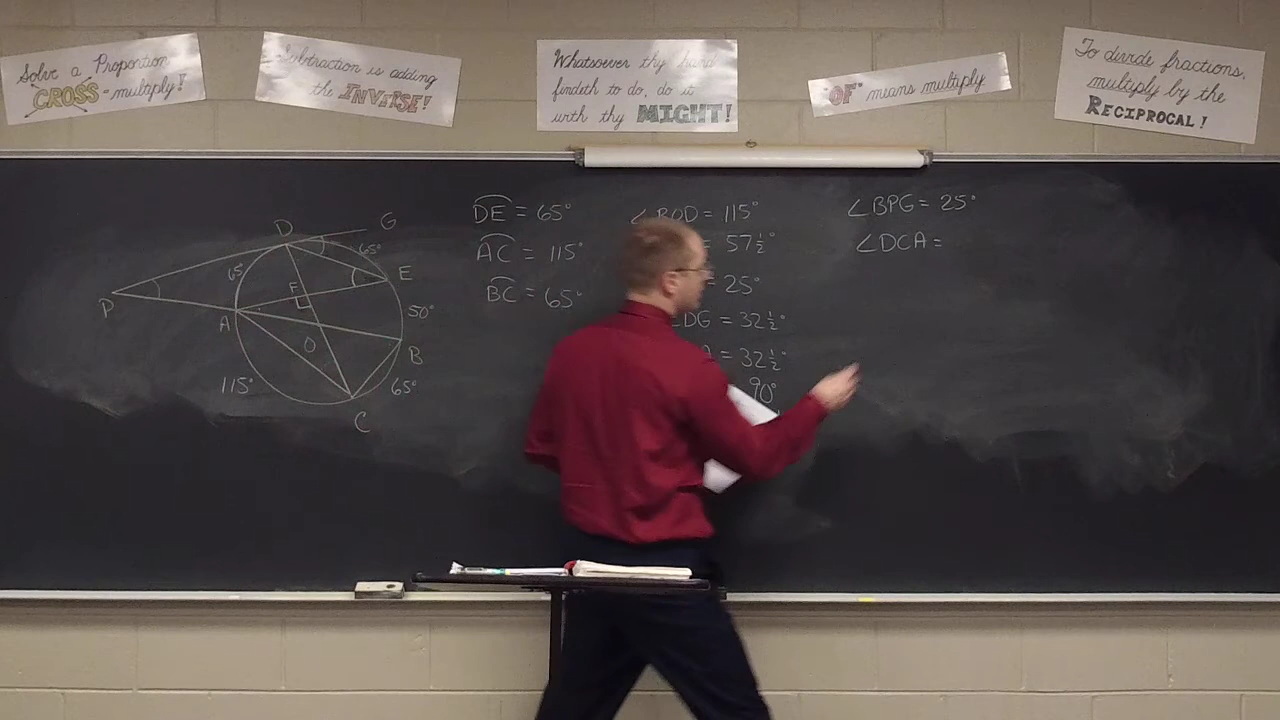 Solve a Proportion
CROSS-multiply!
Subtraction is adding
the INVERSE!
Whatsoever thy hand
findeth to do, do it
with thy MIGHT!
"OF" means multiply
To divide fractions,
multiply by the
RECIPROCAL!
D
G
65°
65°
E
P
F
A
50°
O
B
115°
65°
C
DE = 65°
AC = 115°
BC = 65°
∠BOD = 115°
= 57½°
= 25°
EDG = 32½°
= 32½°
90°
∠BPG = 25°
∠DCA =